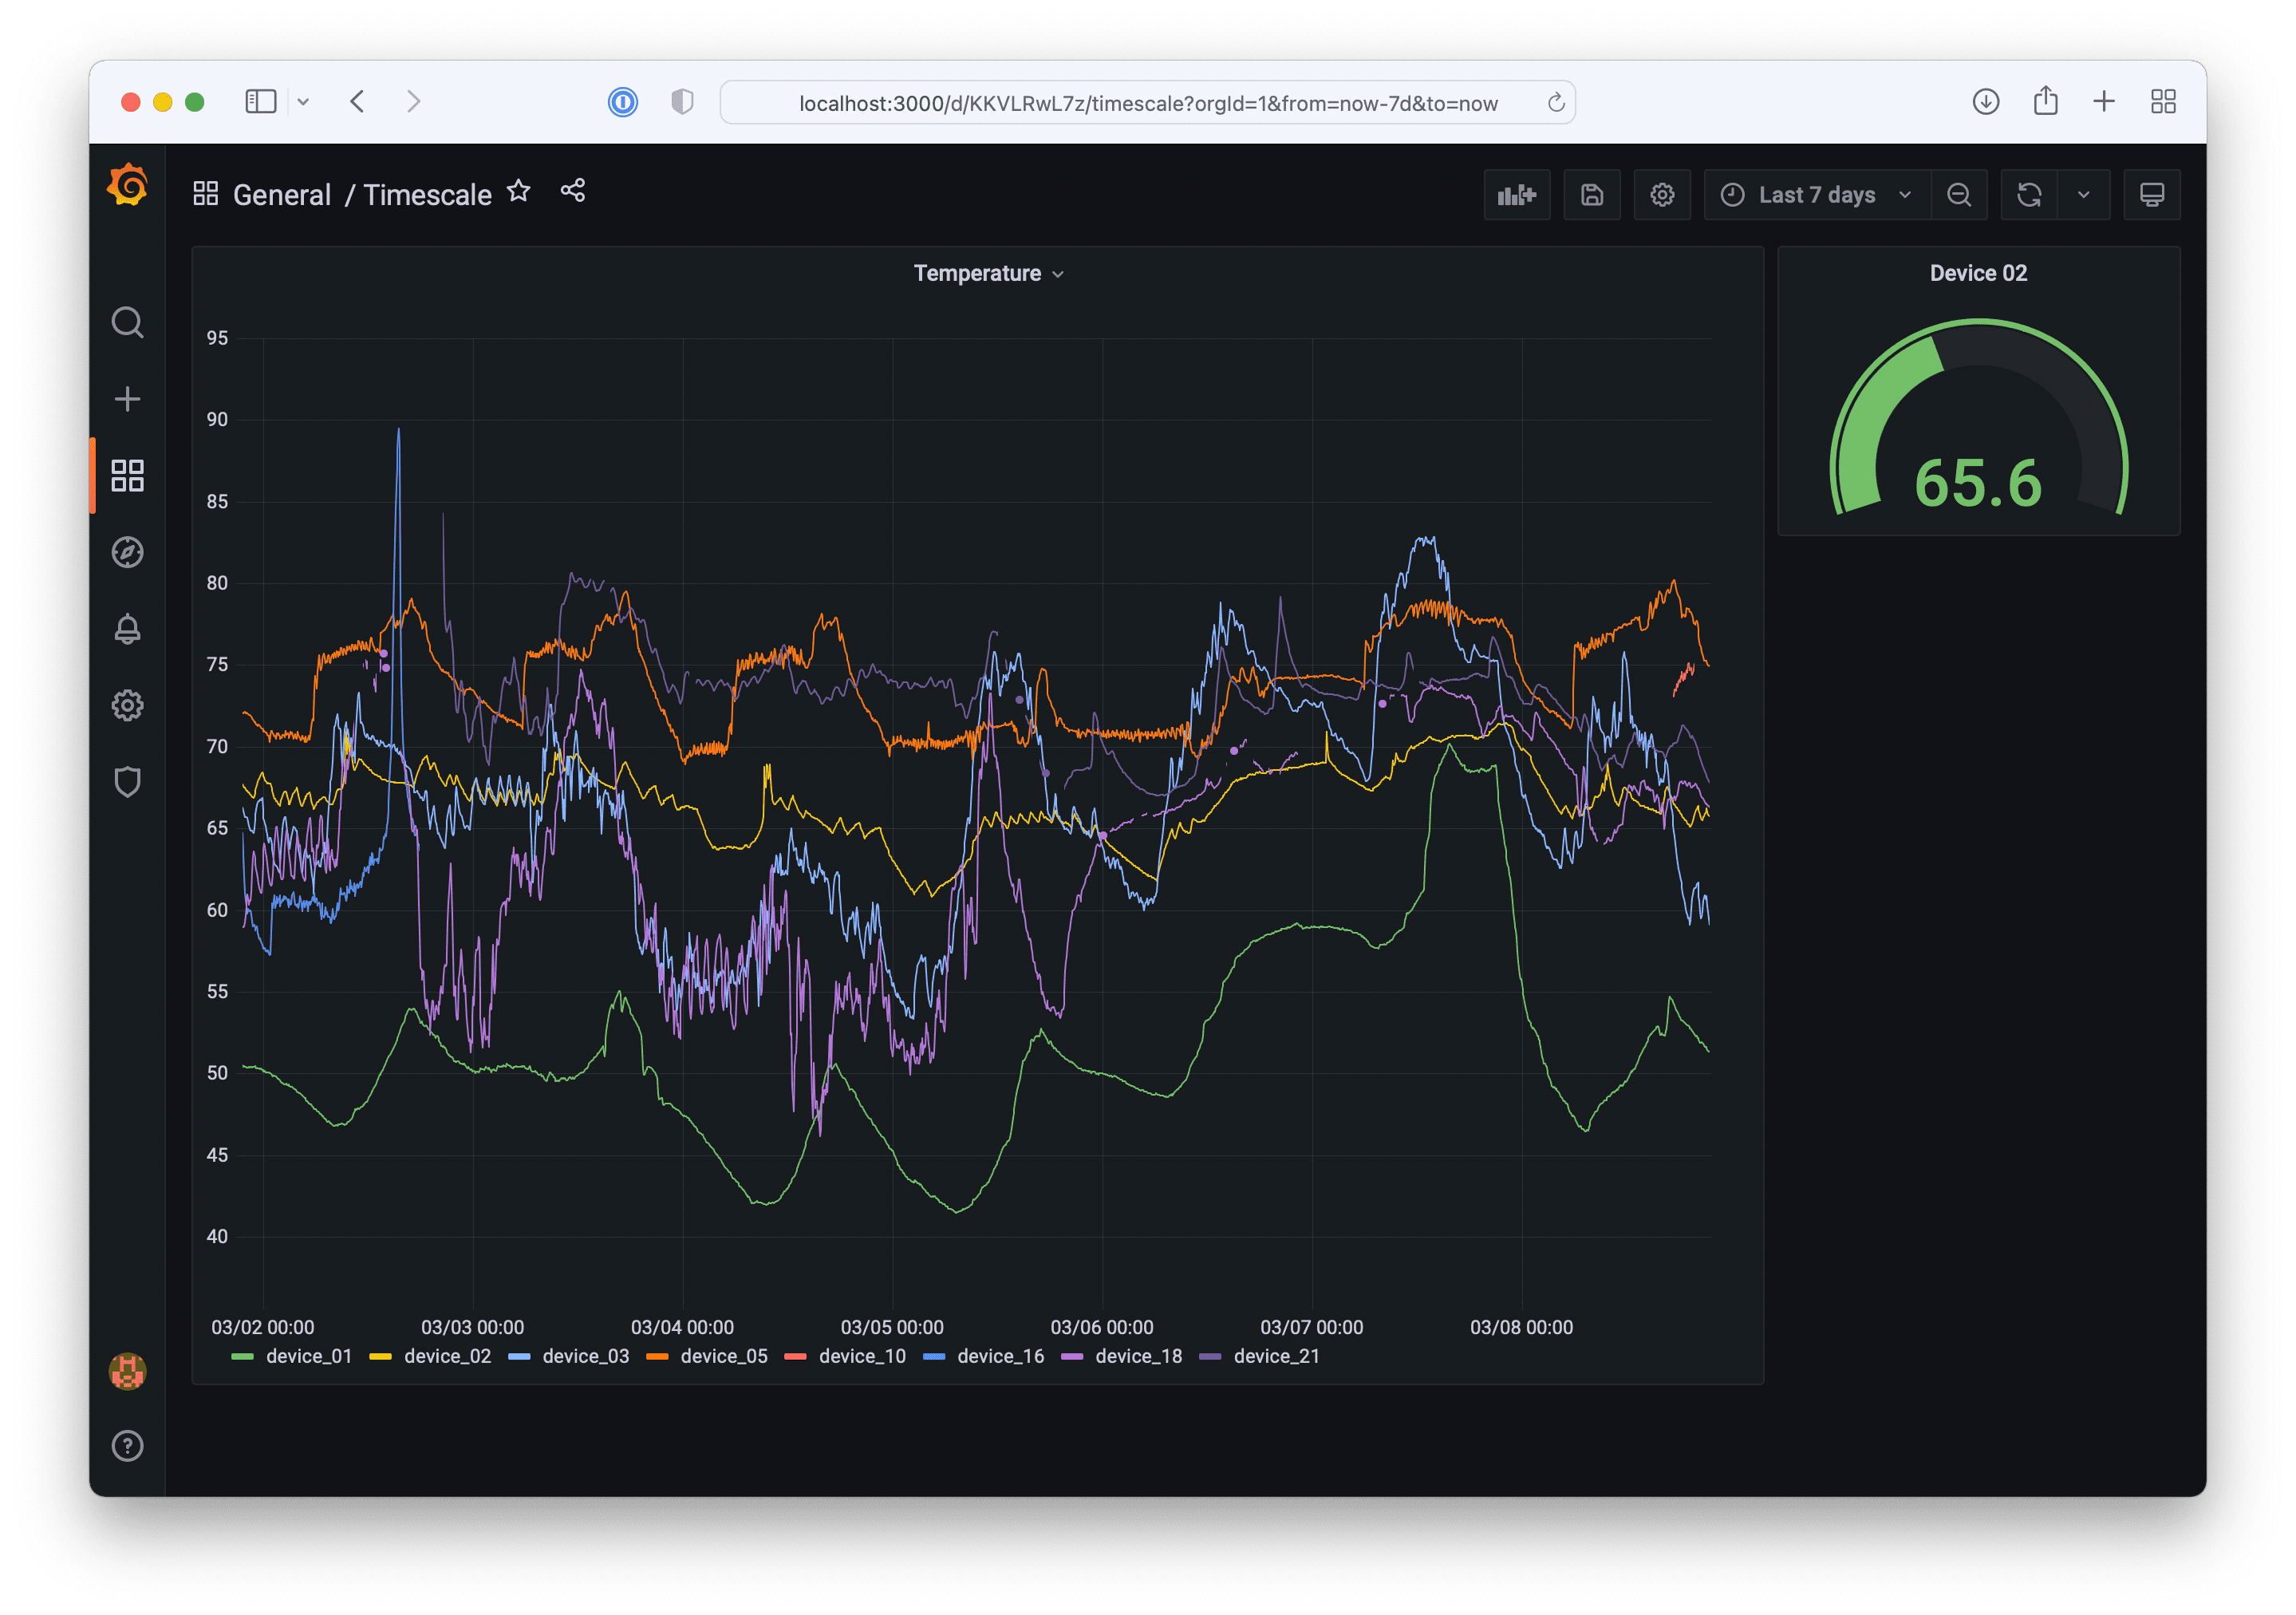 localhost:3000/d/KKVLRwL7z/timescale?orgId=1&from=now-7d&to=now
General / Timescale
Last 7 days
Temperature
Device 02
95
90
85
80
75
70
65
60
55
50
45
40
65.6
03/02 00:00 03/03 00:00 03/04 00:00 03/05 00:00 03/06 00:00 03/07 00:00 03/08 00:00
device_01 device_02 device_03 device_05 device_10 device_16 device_18 device_21